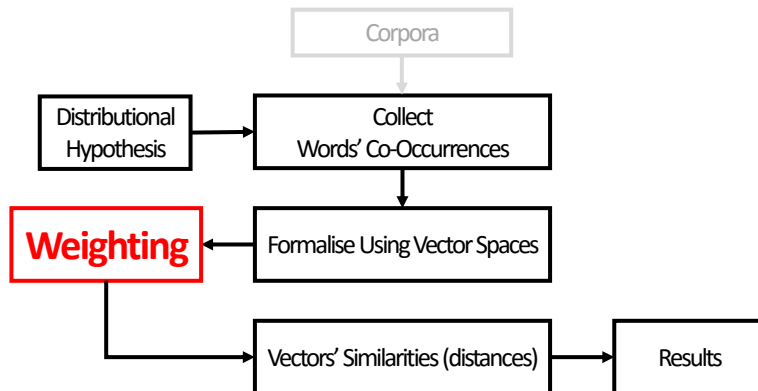 Corpora
Distributional
Hypothesis
Collect
Words' Co-Occurrences
Weighting
Formalise Using Vector Spaces
Vectors' Similarities (distances)
Results